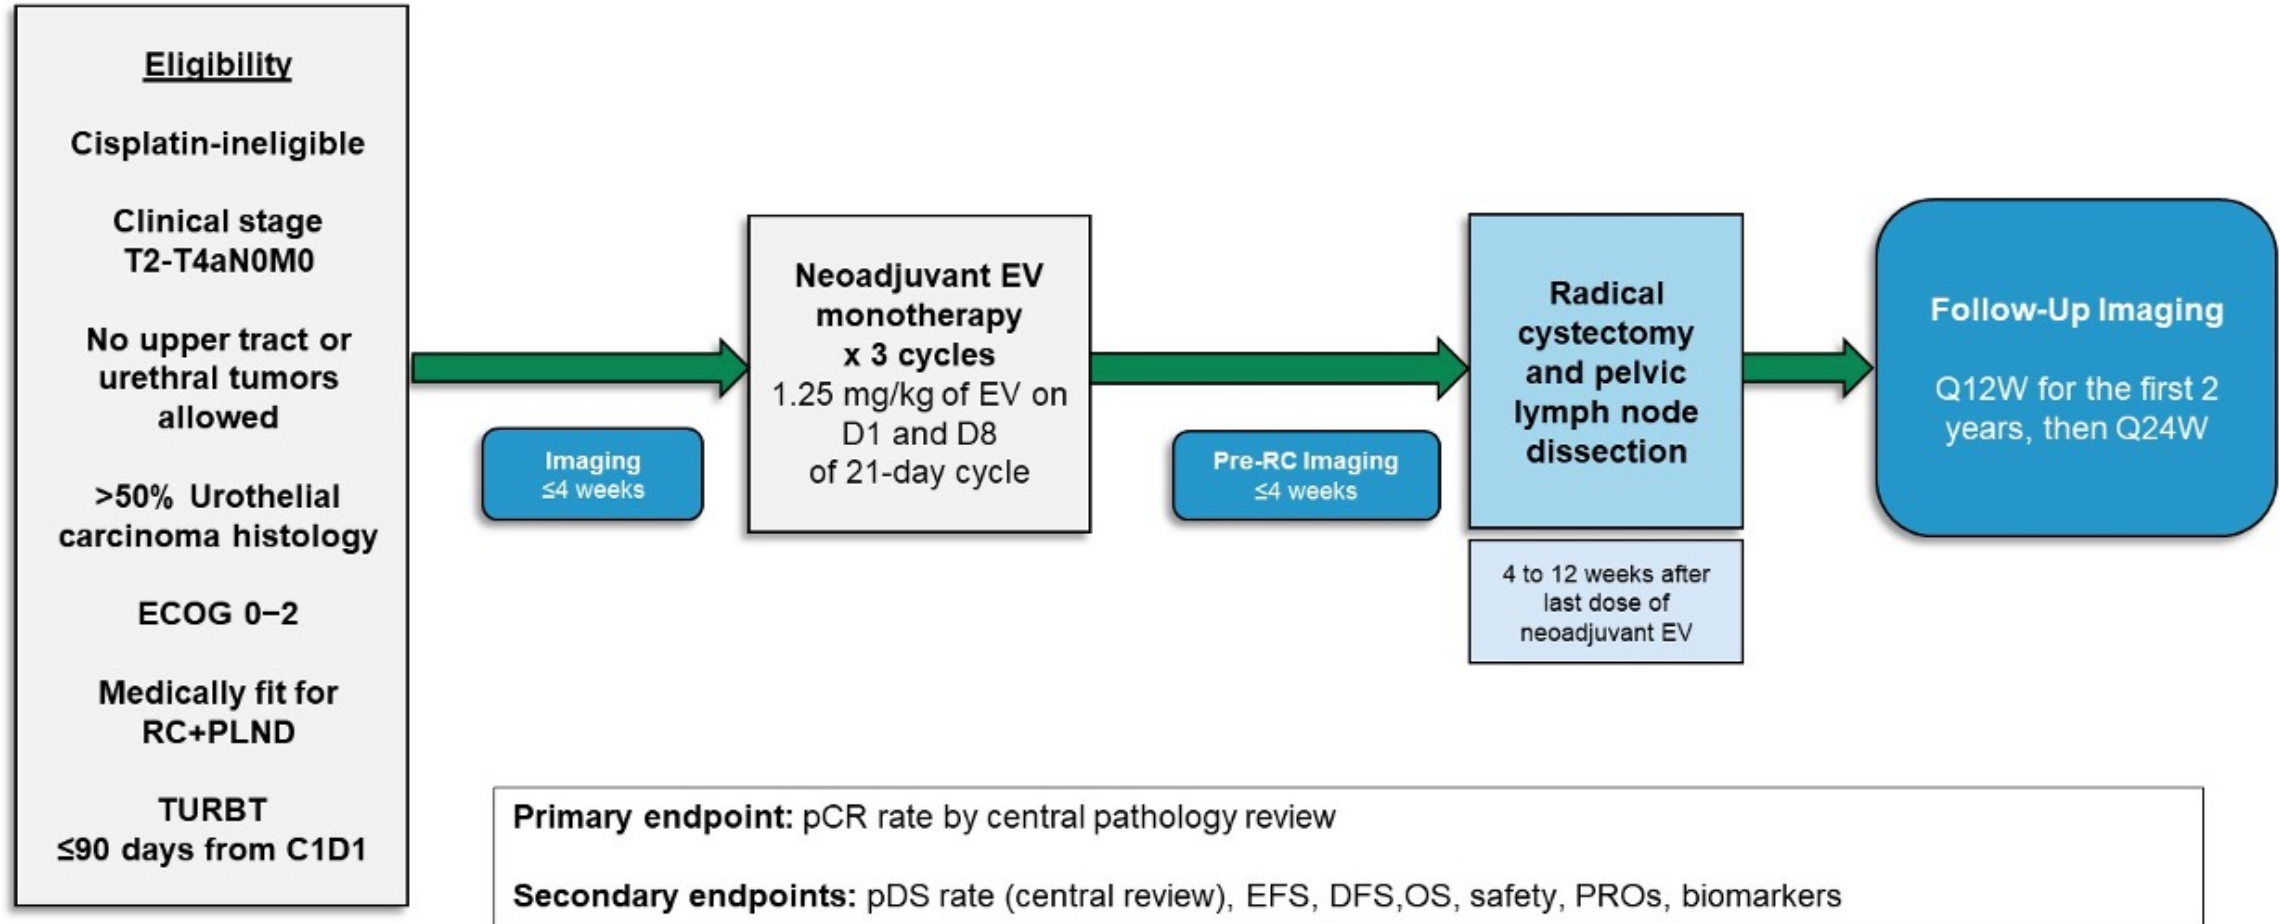 Eligibility
Cisplatin-ineligible
Clinical stage
T2-T4aN0M0
No upper tract or
urethral tumors
allowed
>50% Urothelial
carcinoma histology
ECOG 0–2
Medically fit for
RC+PLND
TURBT
≤90 days from C1D1
Imaging
≤4 weeks
Neoadjuvant EV
monotherapy
x 3 cycles
1.25 mg/kg of EV on
D1 and D8
of 21-day cycle
Pre-RC Imaging
≤4 weeks
Radical
cystectomy
and pelvic
lymph node
dissection
4 to 12 weeks after
last dose of
neoadjuvant EV
Follow-Up Imaging
Q12W for the first 2
years, then Q24W
Primary endpoint: pCR rate by central pathology review
Secondary endpoints: pDS rate (central review), EFS, DFS,OS, safety, PROs, biomarkers